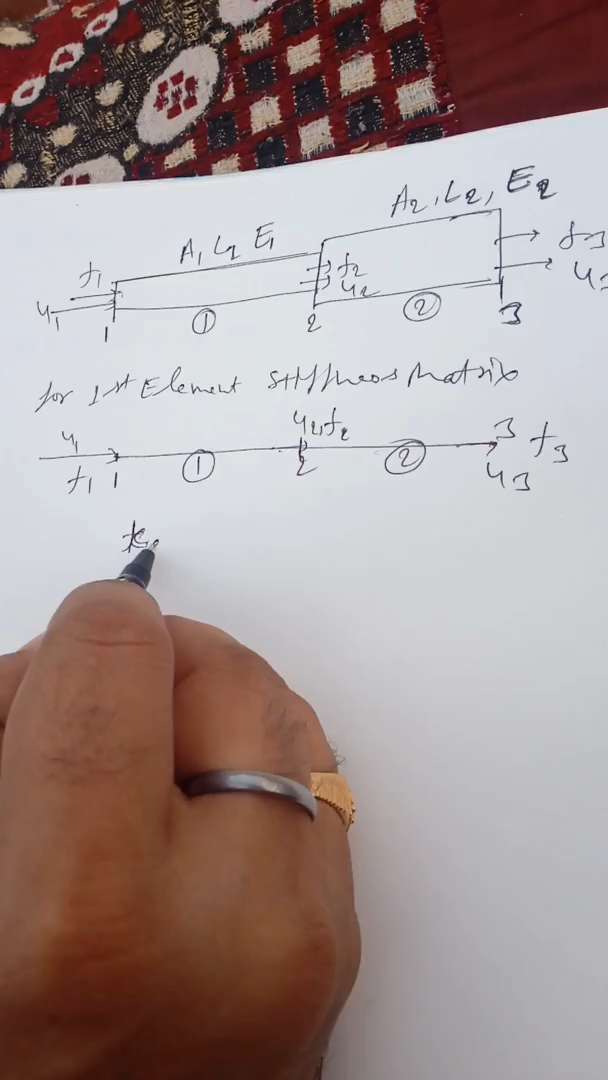 A2, L2, E2
A1 L2 E1
f1
f2
f3
u1
u2
u3
1
①
2
②
3
for 1st Element stiffness Matrix
u1
u2, f2
3
f3
f1
1
①
2
②
u3
k